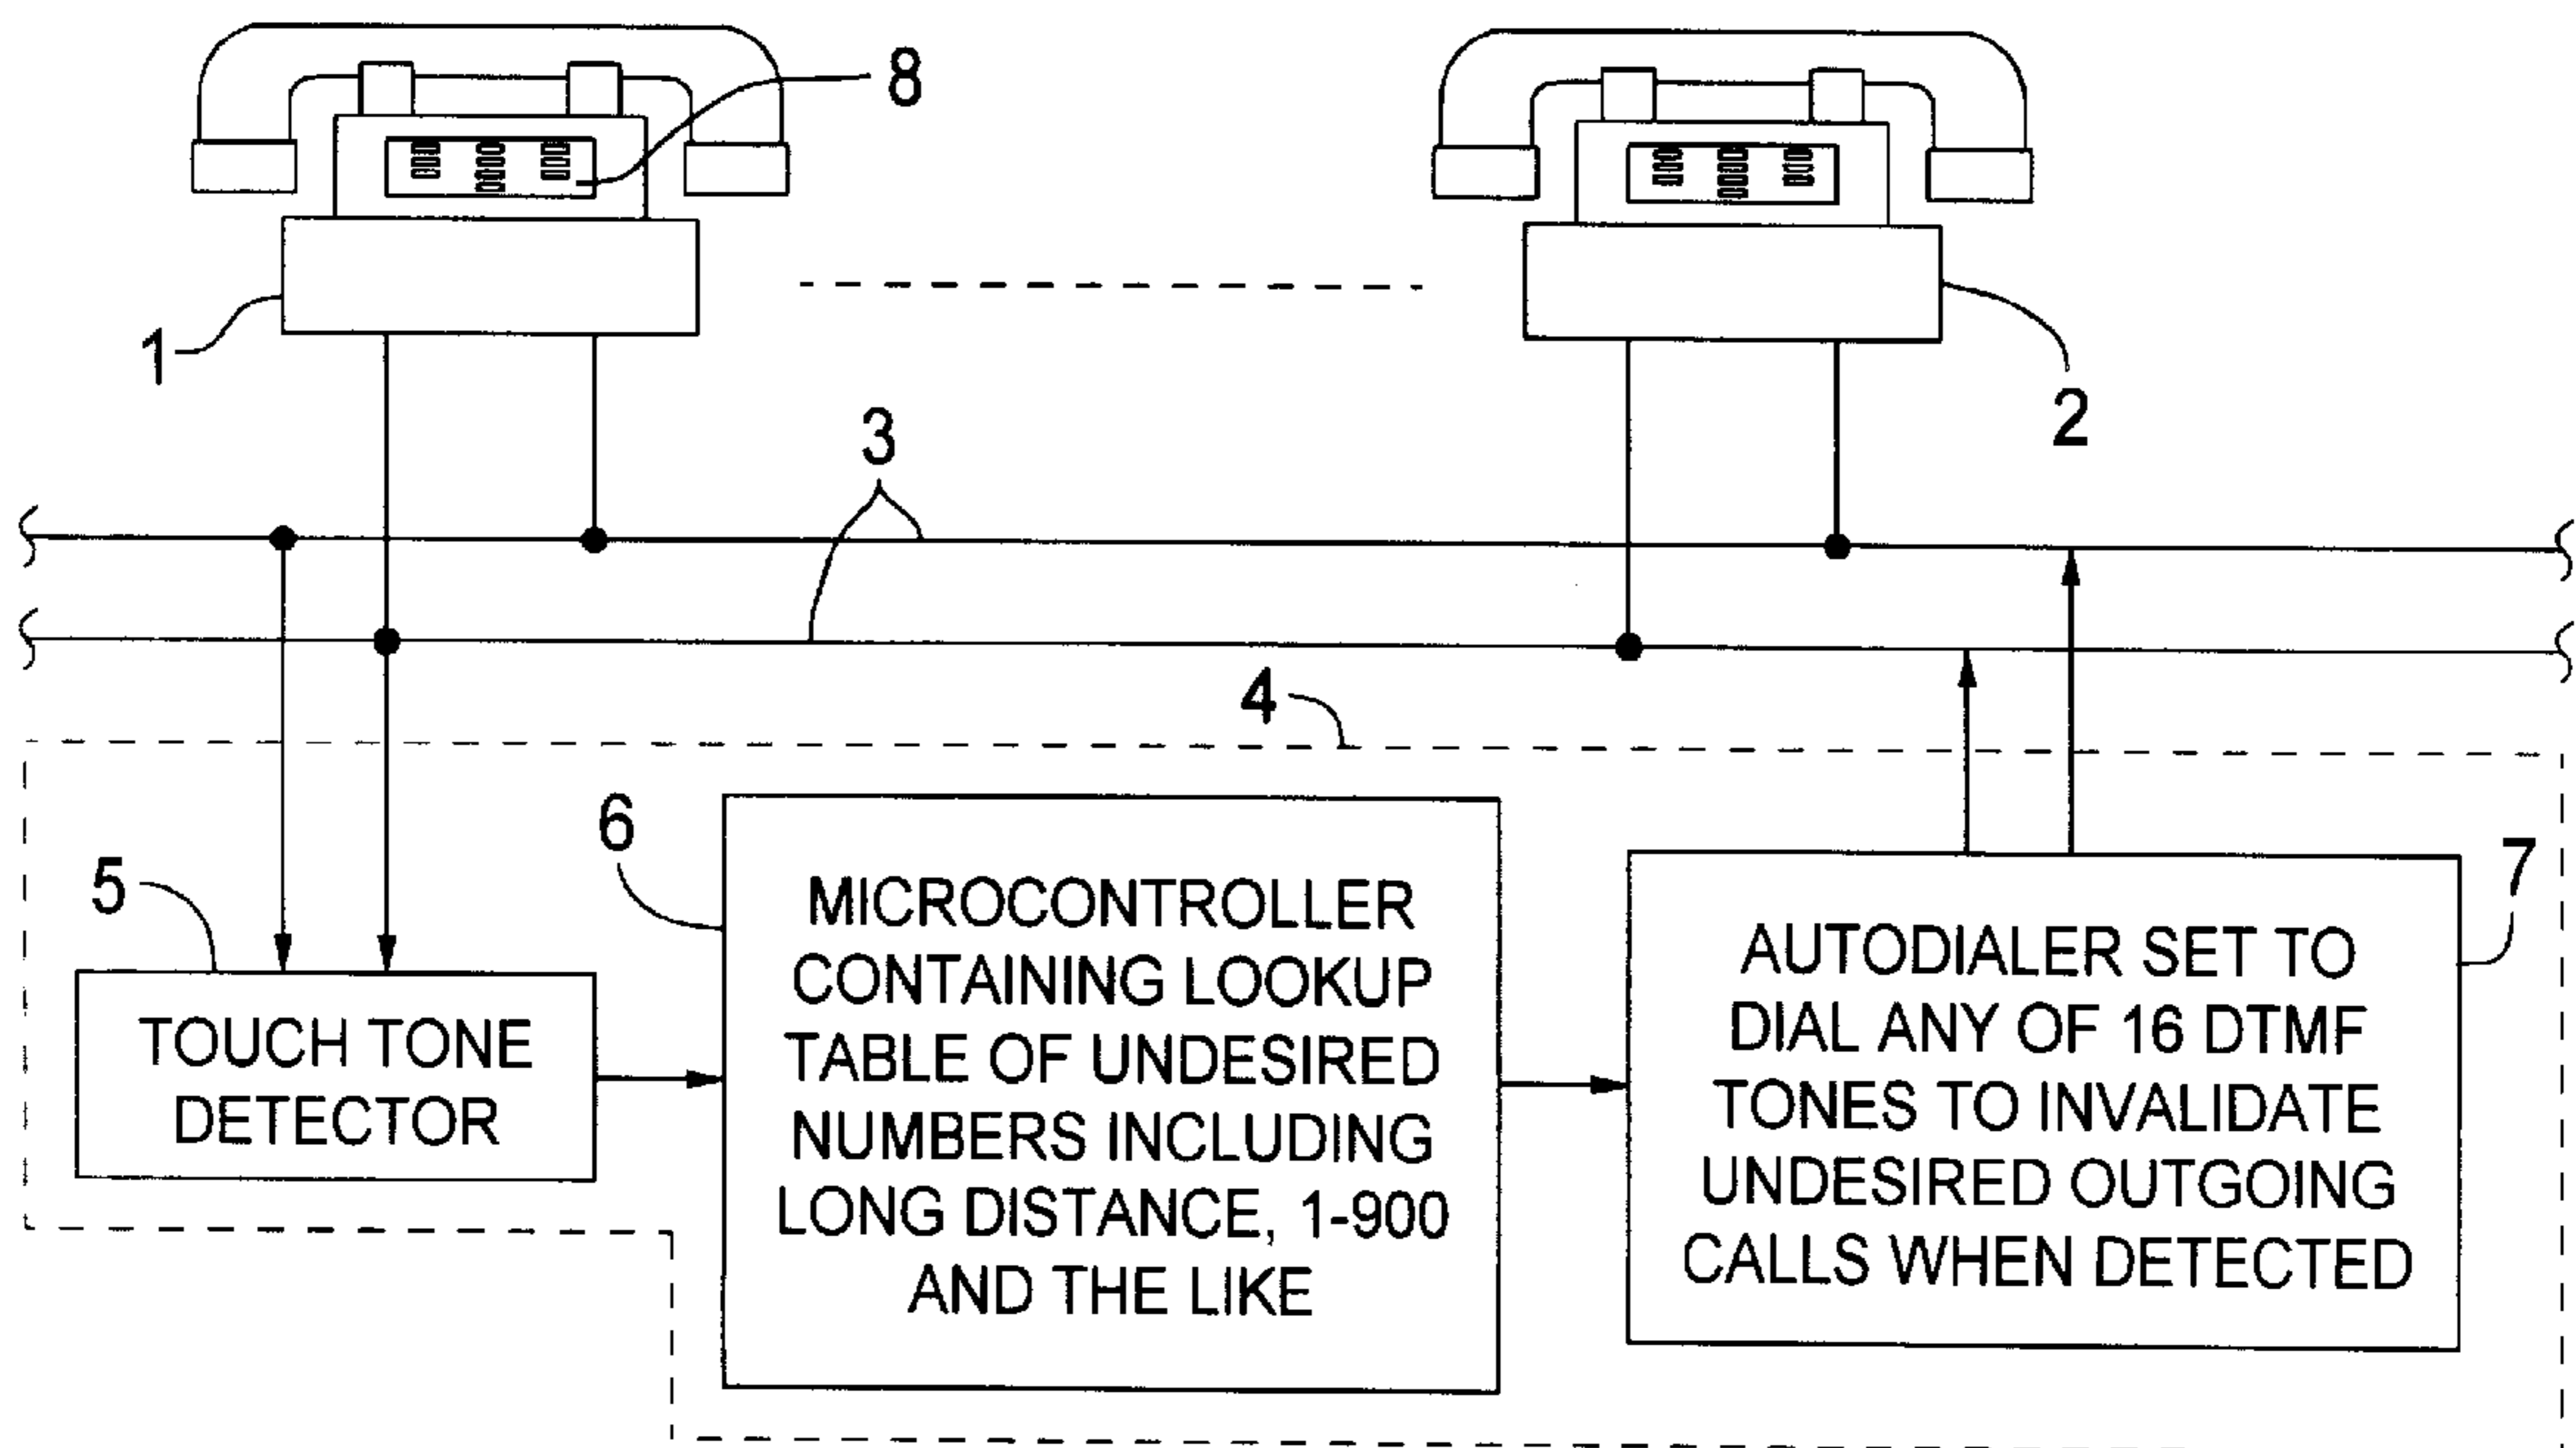 8
1
2
3
4
5
6
7
TOUCH TONE
DETECTOR
MICROCONTROLLER
CONTAINING LOOKUP
TABLE OF UNDESIRED
NUMBERS INCLUDING
LONG DISTANCE, 1-900
AND THE LIKE
AUTODIALER SET TO
DIAL ANY OF 16 DTMF
TONES TO INVALIDATE
UNDESIRED OUTGOING
CALLS WHEN DETECTED